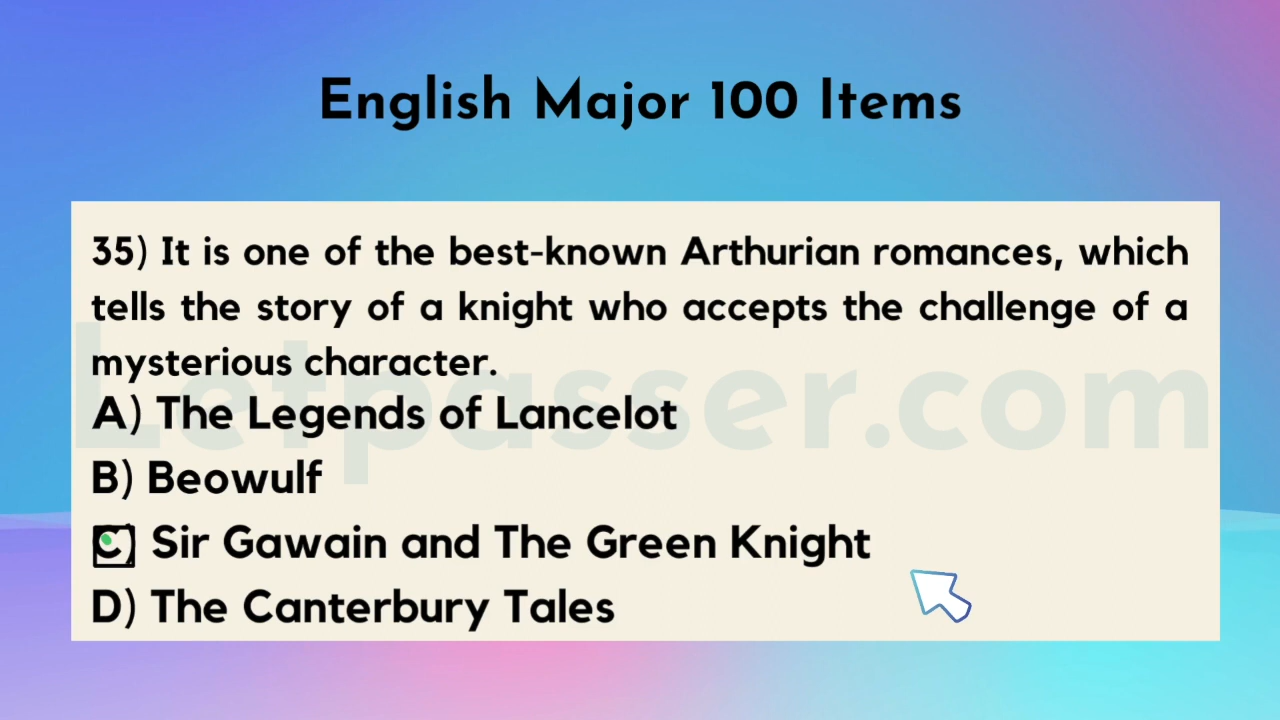 English Major 100 Items
35) It is one of the best-known Arthurian romances, which
tells the story of a knight who accepts the challenge of a
mysterious character.
Letpasser.com
A) The Legends of Lancelot
B) Beowulf
C) Sir Gawain and The Green Knight
D) The Canterbury Tales